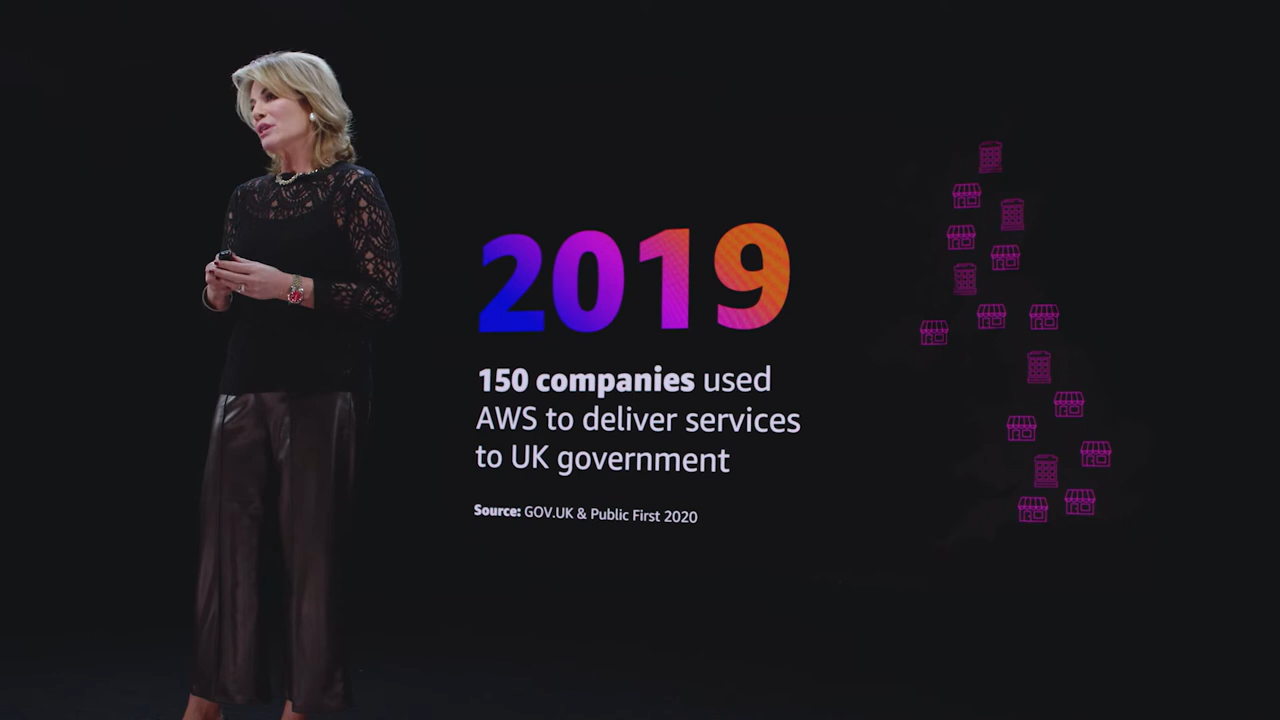 2019
150 companies used
AWS to deliver services
to UK government
Source: GOV.UK & Public First 2020